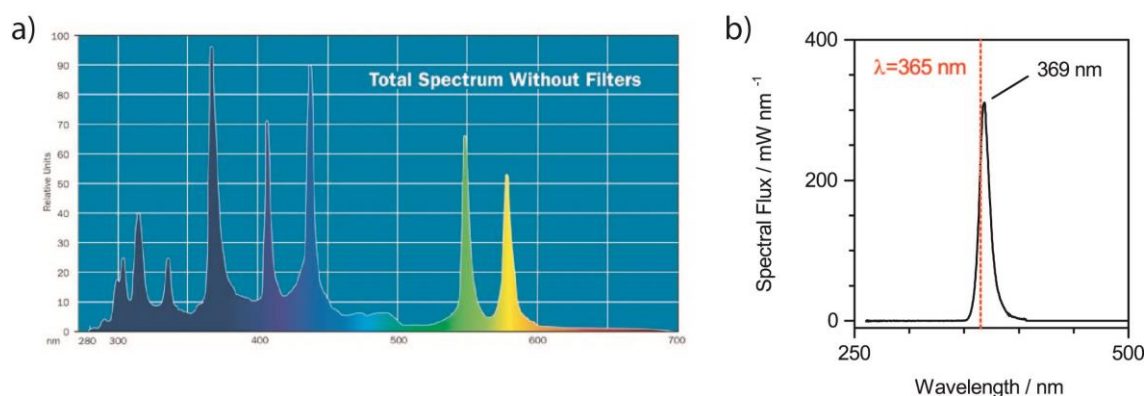 a)
100
90
80
70
60
50
40
30
20
10
0
Relative Units
Total Spectrum Without Filters
nm 280 300 400 500 600 700
b)
400
200
0
Spectral Flux / mW nm⁻¹
λ=365 nm
369 nm
250 500
Wavelength / nm